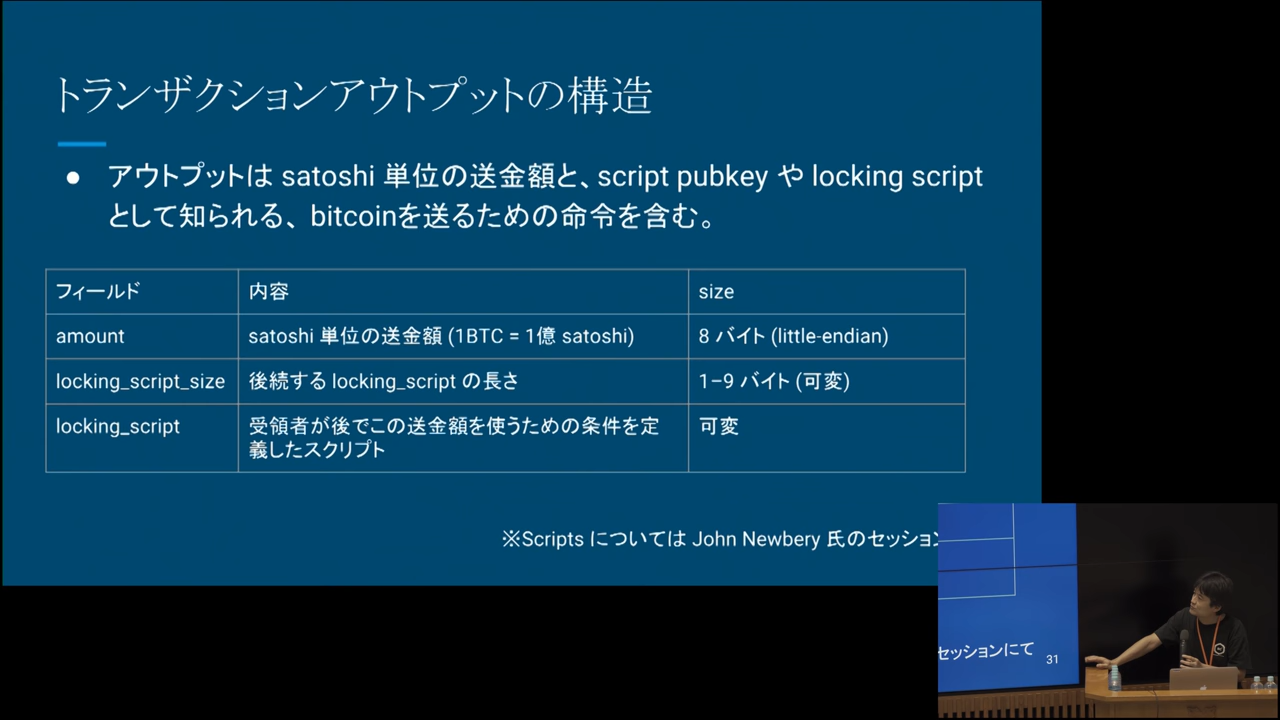 トランザクションアウトプットの構造
● アウトプットは satoshi 単位の送金額と、script pubkey や locking script
として知られる、bitcoinを送るための命令を含む。
フィールド 内容 size
amount satoshi 単位の送金額 (1BTC = 1億 satoshi) 8 バイト (little-endian)
locking_script_size 後続する locking_script の長さ 1–9 バイト (可変)
locking_script 受領者が後でこの送金額を使うための条件を定 可変
義したスクリプト
※Scripts については John Newbery 氏のセッション
セッションにて
31